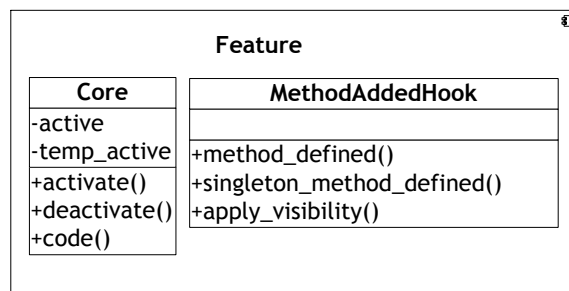 Feature
Core
-active
-temp_active
+activate()
+deactivate()
+code()
MethodAddedHook
+method_defined()
+singleton_method_defined()
+apply_visibility()